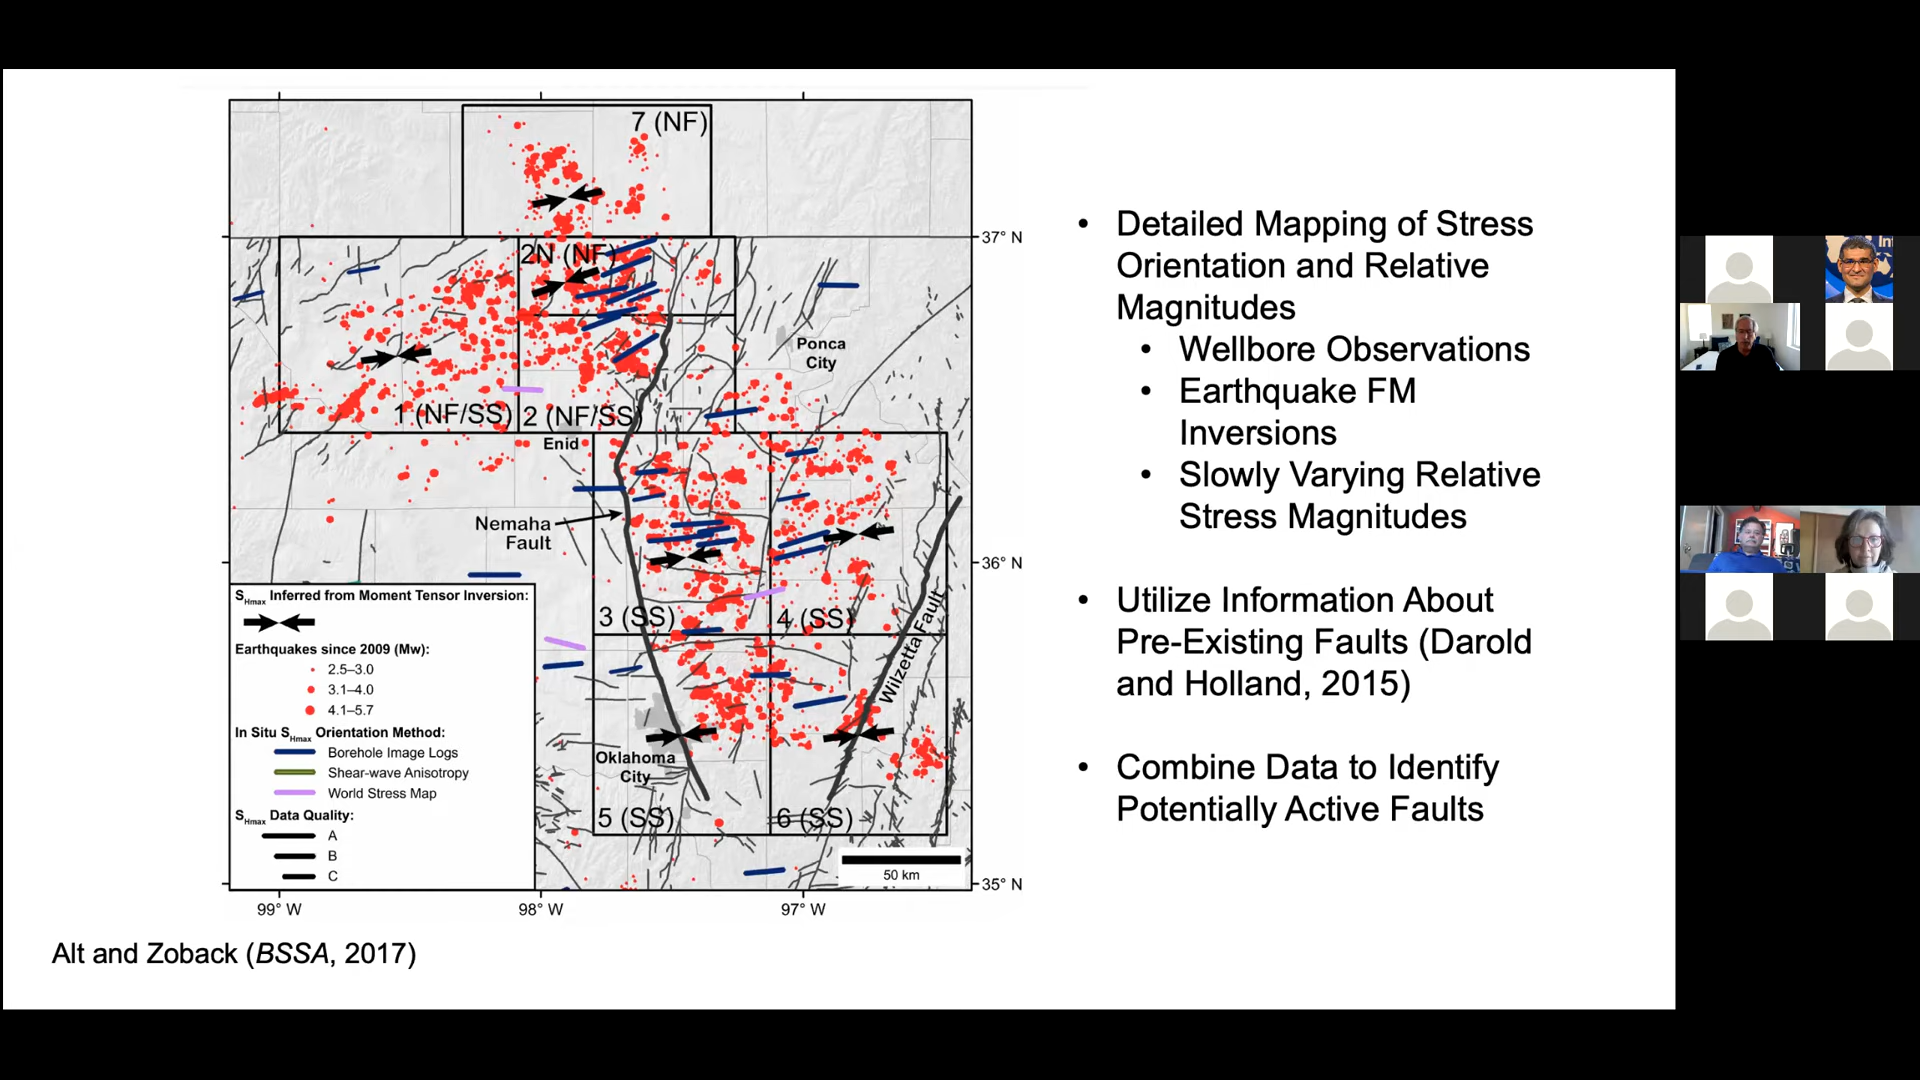 7 (NF)
37° N
2N (NF)
Ponca
City
1 (NF/SS)
2 (NF/SS)
Enid
Nemaha
Fault
36° N
3 (SS)
4 (SS)
Wilzetta Fault
Oklahoma
City
5 (SS)
6 (SS)
50 km
35° N
99° W
98° W
97° W
SHmax Inferred from Moment Tensor Inversion:
Earthquakes since 2009 (Mw):
2.5–3.0
3.1–4.0
4.1–5.7
In Situ SHmax Orientation Method:
Borehole Image Logs
Shear-wave Anisotropy
World Stress Map
SHmax Data Quality:
A
B
C
Alt and Zoback (BSSA, 2017)
• Detailed Mapping of Stress
Orientation and Relative
Magnitudes
• Wellbore Observations
• Earthquake FM
Inversions
• Slowly Varying Relative
Stress Magnitudes
• Utilize Information About
Pre-Existing Faults (Darold
and Holland, 2015)
• Combine Data to Identify
Potentially Active Faults